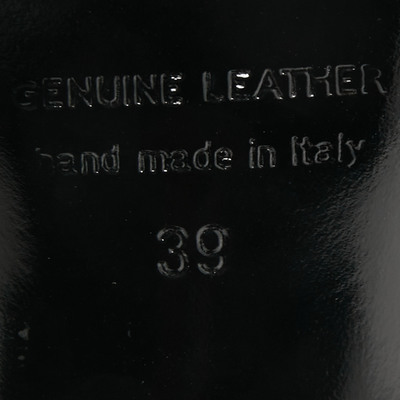 GENUINE LEATHER
hand made in Italy
39